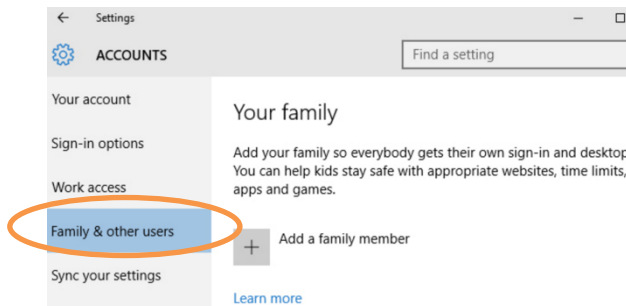 Settings
ACCOUNTS
Find a setting
Your account
Sign-in options
Work access
Family & other users
Sync your settings
Your family
Add your family so everybody gets their own sign-in and desktop
You can help kids stay safe with appropriate websites, time limits,
apps and games.
Add a family member
Learn more